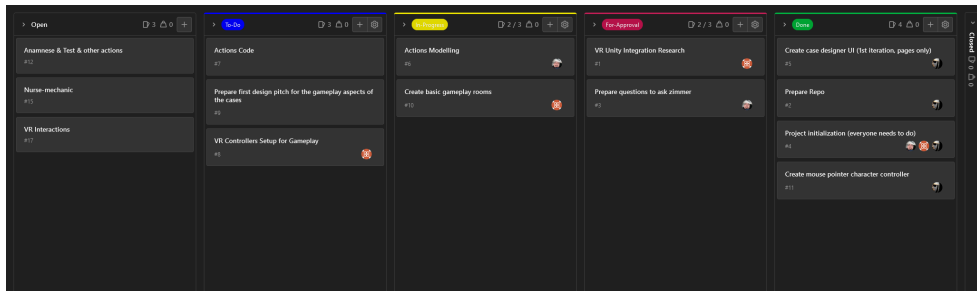 Open 3 0
Anamnese & Test & other actions
#12
Nurse-mechanic
#15
VR Interactions
#17
To-Do 3 0
Actions Code
#7
Prepare first design pitch for the gameplay aspects of
the cases
#9
VR Controllers Setup for Gameplay
#8
In-Progress 2 / 3 0
Actions Modelling
#6
Create basic gameplay rooms
#10
For-Approval 2 / 3 0
VR Unity Integration Research
#1
Prepare questions to ask zimmer
#3
Done 4 0
Create case designer UI (1st iteration, pages only)
#5
Prepare Repo
#2
Project initialization (everyone needs to do)
#4
Create mouse pointer character controller
#11
Closed 0 0